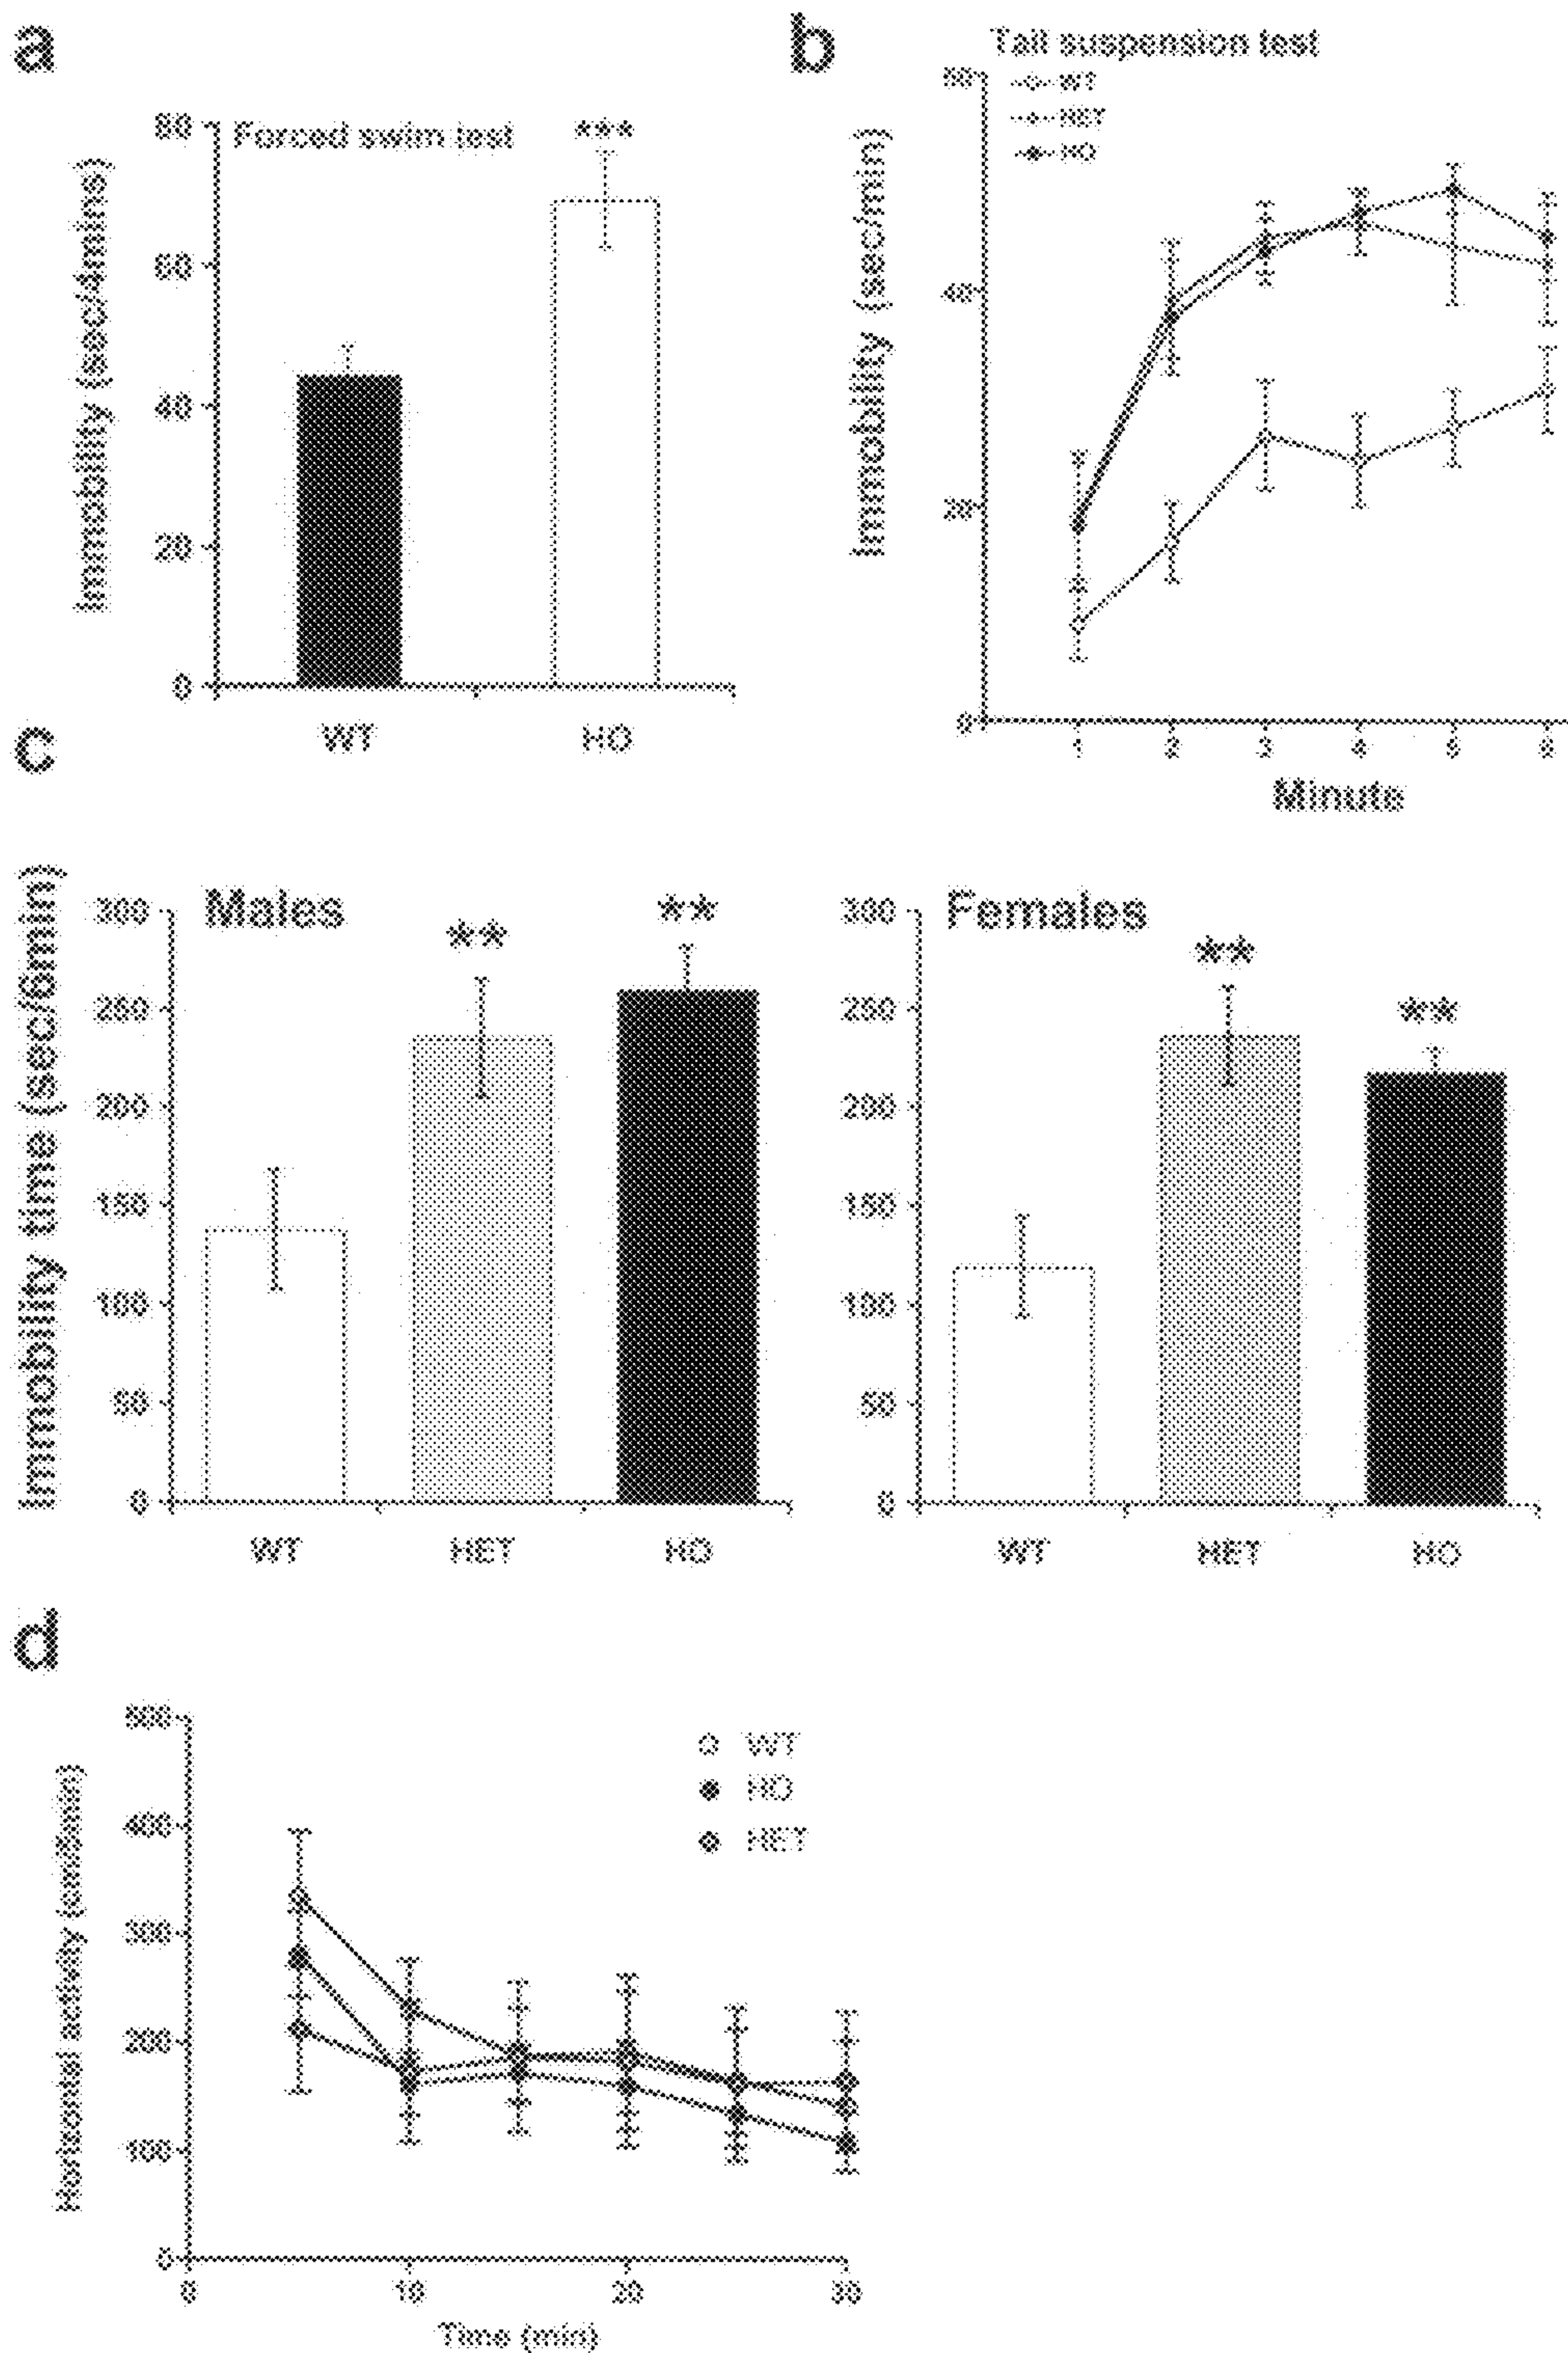 a
Forced swim test
***
Immobility (sec/4mins)
80
60
40
20
0
WT
HO
b
Tail suspension test
WT
HET
HO
Immobility (sec/min)
60
40
20
0
1
2
3
4
5
6
Minute
c
Immobility time (sec/6min)
Males
**
**
300
250
200
150
100
50
0
WT
HET
HO
Females
**
**
300
250
200
150
100
50
0
WT
HET
HO
d
WT
HO
HET
Horizontal activity
500
400
300
200
100
0
0
10
20
30
Time (min)